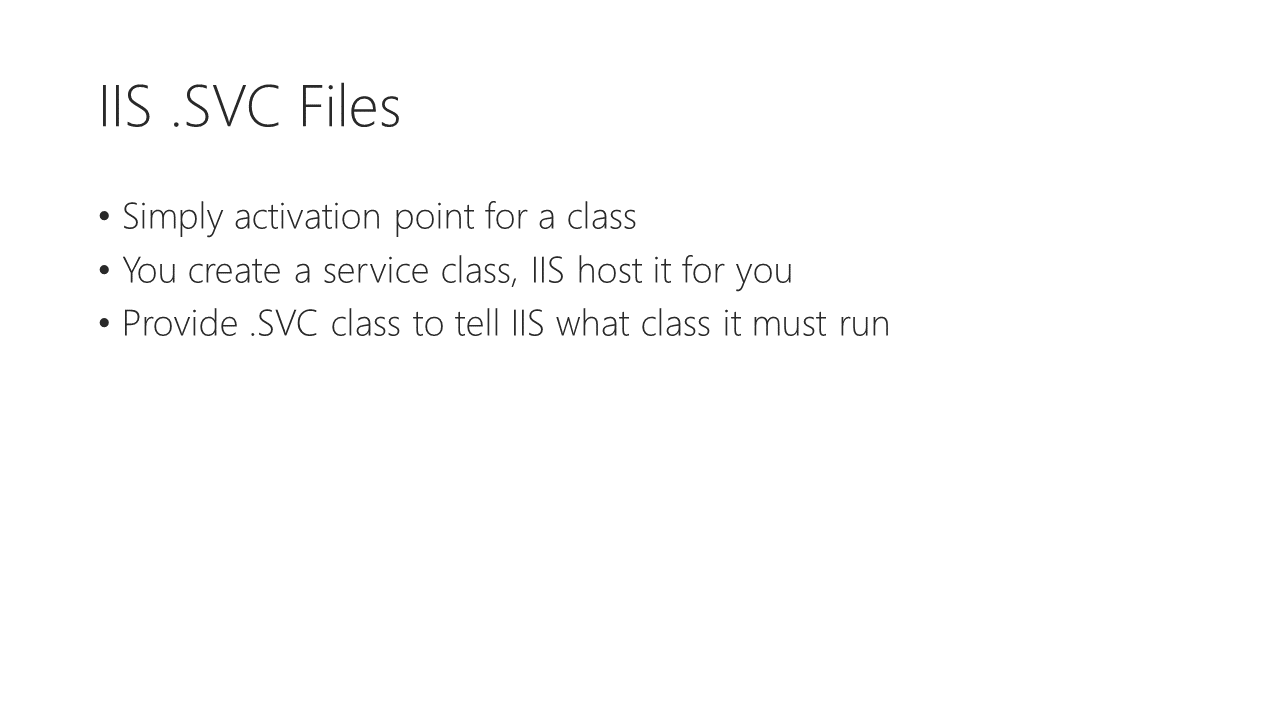 IIS .SVC Files
• Simply activation point for a class
• You create a service class, IIS host it for you
• Provide .SVC class to tell IIS what class it must run